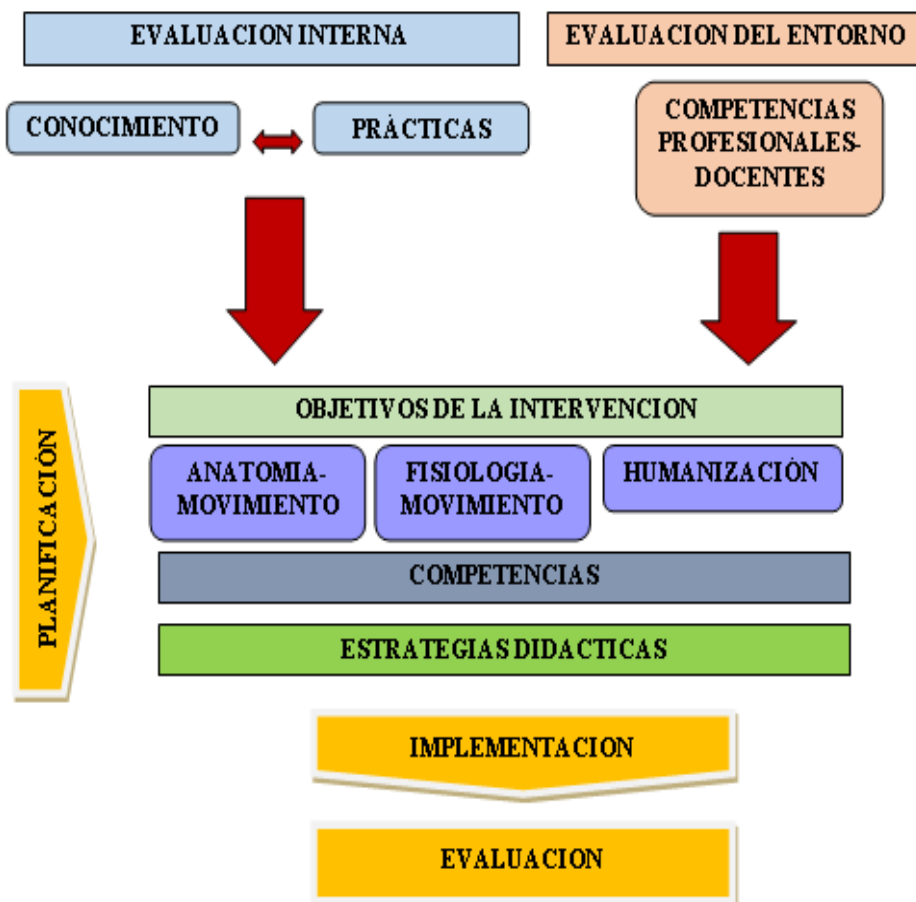 EVALUACION INTERNA
EVALUACION DEL ENTORNO
CONOCIMIENTO
PRÀCTICAS
COMPETENCIAS
PROFESIONALES-
DOCENTES
PLANIFICACIÓN
OBJETIVOS DE LA INTERVENCION
ANATOMIA-
MOVIMIENTO
FISIOLOGIA-
MOVIMIENTO
HUMANIZACIÓN
COMPETENCIAS
ESTRATEGIAS DIDACTICAS
IMPLEMENTACION
EVALUACION